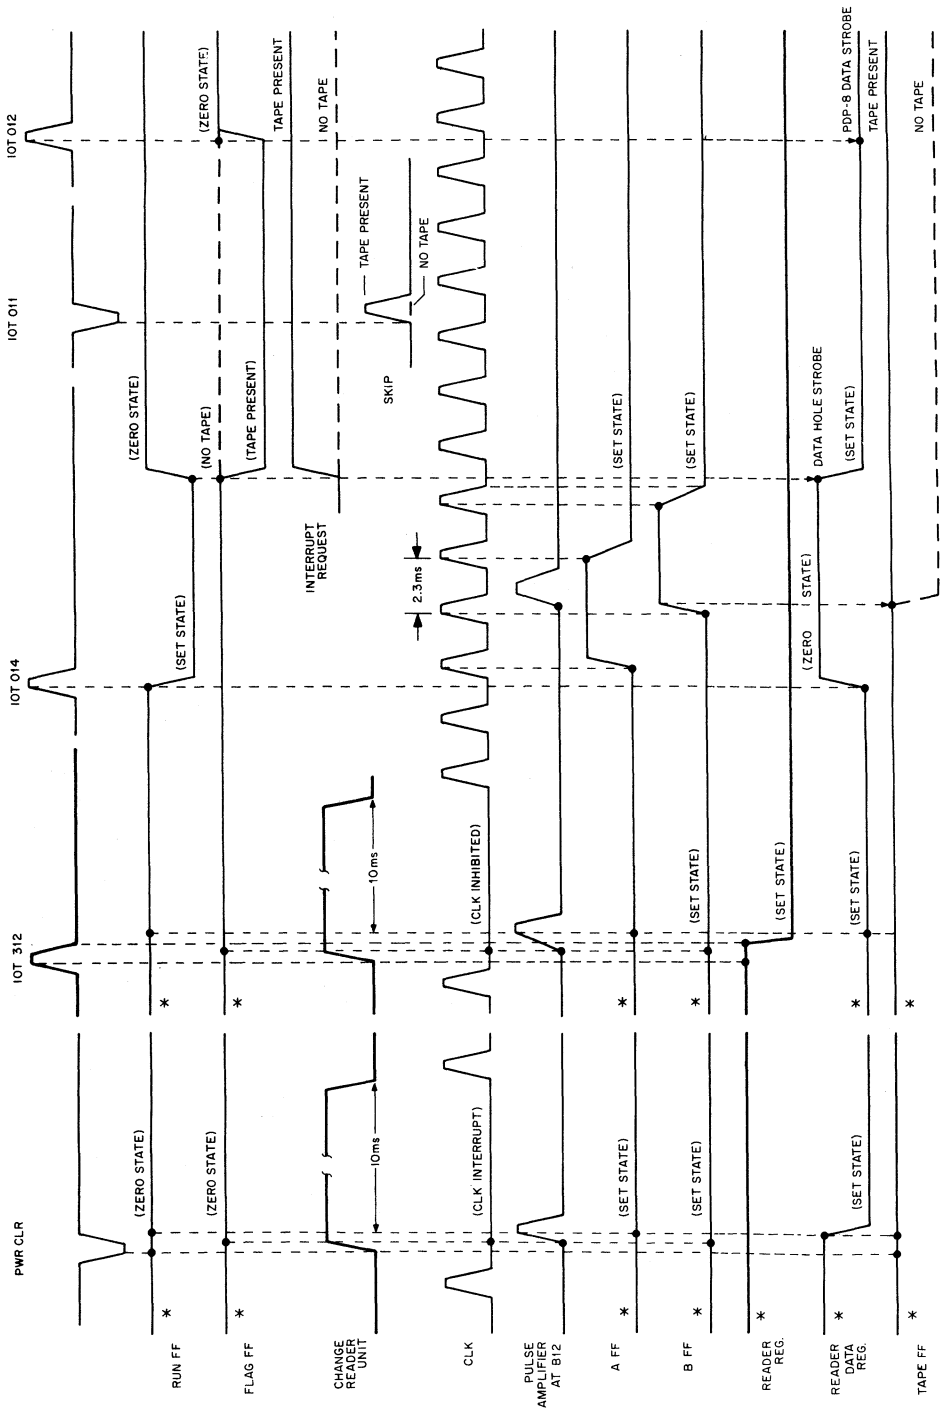 PWR CLR
IOT 312
IOT 014
IOT 011
IOT 012
RUN FF
*
(ZERO STATE)
*
(SET STATE)
(ZERO STATE)
FLAG FF
*
(ZERO STATE)
*
(NO TAPE)
(TAPE PRESENT)
(ZERO STATE)
INTERRUPT
REQUEST
TAPE PRESENT
NO TAPE
CHANGE
READER
UNIT
10ms
10ms
SKIP
TAPE PRESENT
NO TAPE
2.3ms
CLK
(CLK INTERRUPT)
(CLK INHIBITED)
PULSE
AMPLIFIER
AT B12
A FF
*
(SET STATE)
*
(SET STATE)
B FF
*
(SET STATE)
*
(SET STATE)
(SET STATE)
READER
REG.
*
(SET STATE)
READER
DATA
REG.
*
(SET STATE)
*
(SET STATE)
(ZERO STATE)
DATA HOLE STROBE
(SET STATE)
PDP-8 DATA STROBE
TAPE FF
*
*
TAPE PRESENT
NO TAPE